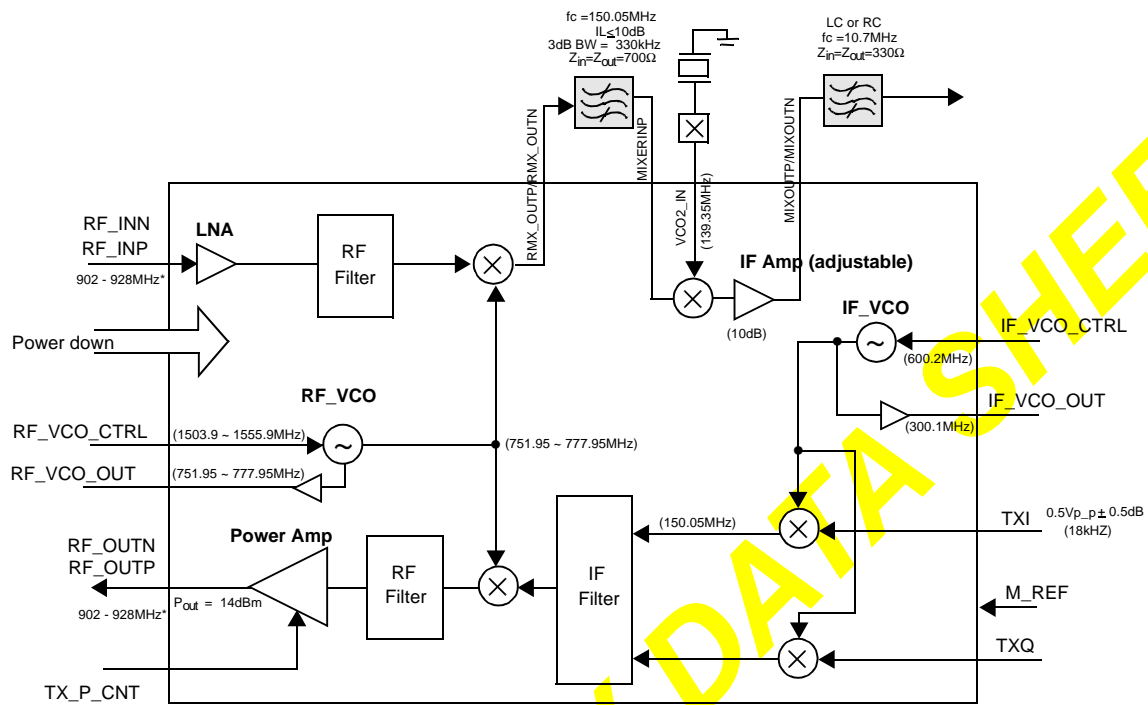 fc =150.05MHz
IL≤10dB
3dB BW = 330kHz
Zin=Zout=700Ω
LC or RC
fc =10.7MHz
Zin=Zout=330Ω
RMX_OUTP/RMX_OUTN
MIXERINP
VCO2_IN
(139.35MHz)
MIXOUTP/MIXOUTN
RF_INN
RF_INP
902 - 928MHz*
LNA
RF
Filter
IF Amp (adjustable)
(10dB)
IF_VCO
IF_VCO_CTRL
(600.2MHz)
Power down
RF_VCO
IF_VCO_OUT
(300.1MHz)
RF_VCO_CTRL
(1503.9 ~ 1555.9MHz)
(751.95 ~ 777.95MHz)
RF_VCO_OUT
(751.95 ~ 777.95MHz)
(150.05MHz)
TXI
0.5Vp_p ± 0.5dB
(18kHZ)
Power Amp
RF_OUTN
RF_OUTP
902 - 928MHz*
Pout = 14dBm
RF
Filter
IF
Filter
M_REF
TXQ
TX_P_CNT
DATA SHEE